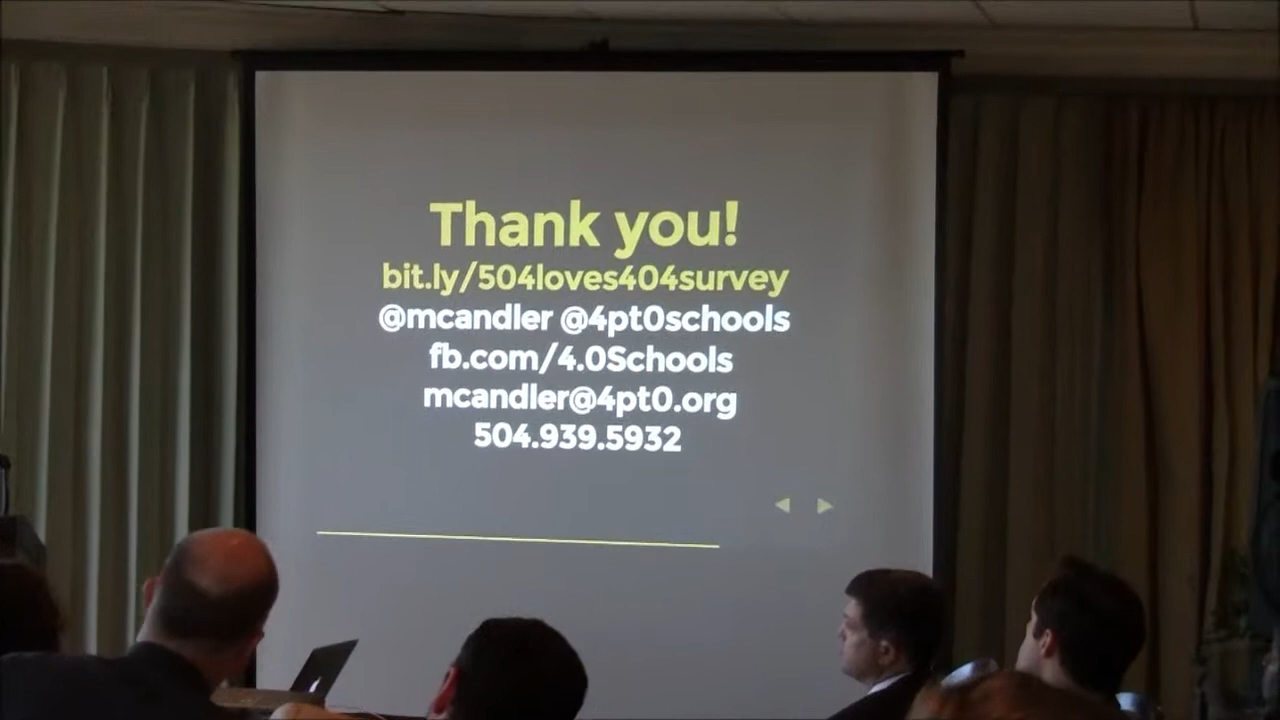 Thank you!
bit.ly/504loves404survey
@mcandler @4pt0schools
fb.com/4.0Schools
mcandler@4pt0.org
504.939.5932